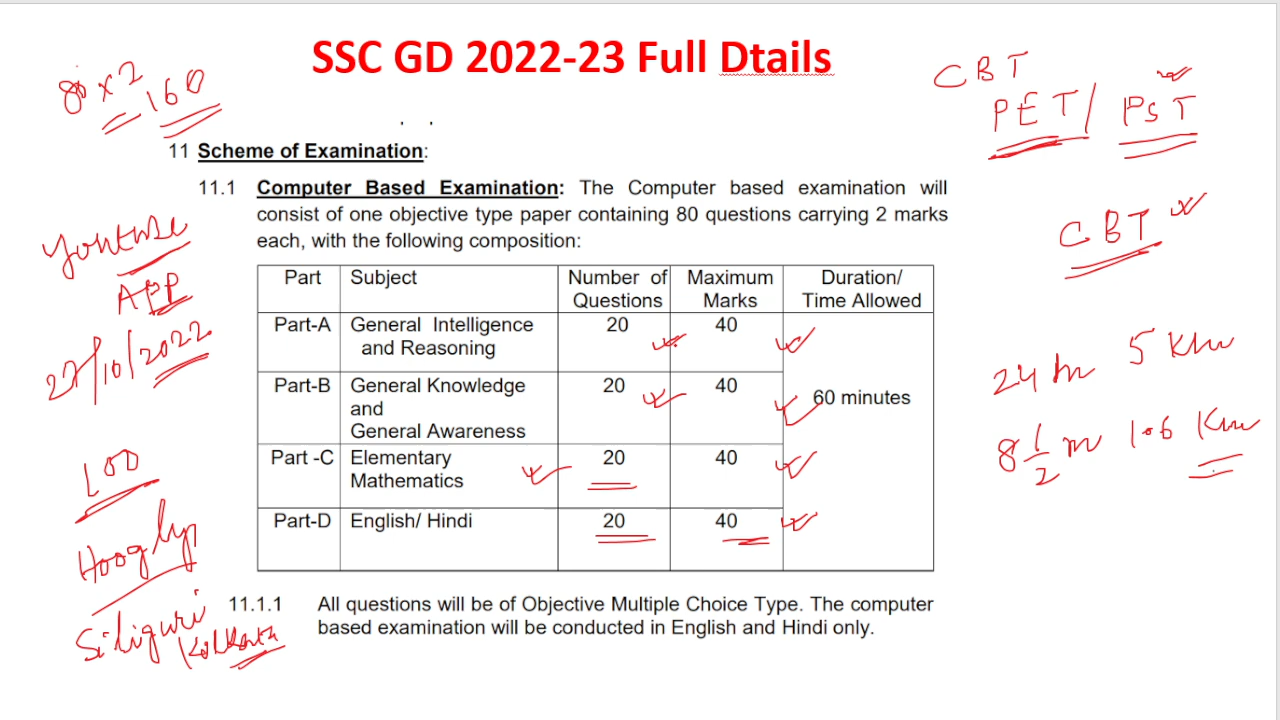 SSC GD 2022-23 Full Dtails
80 x 2
160
CBT
PET/ PST
11 Scheme of Examination:
11.1 Computer Based Examination: The Computer based examination will
consist of one objective type paper containing 80 questions carrying 2 marks
each, with the following composition:
Youtube
APP
27/10/2022
CBT
Part Subject Number of Questions Maximum Marks Duration/ Time Allowed
Part-A General Intelligence and Reasoning 20 40 60 minutes
Part-B General Knowledge and General Awareness 20 40
Part -C Elementary Mathematics 20 40
Part-D English/ Hindi 20 40
24 m 5 Km
8 1/2 m 1.6 Km
100
Hooghly
Siliguri
Kolkata
11.1.1 All questions will be of Objective Multiple Choice Type. The computer
based examination will be conducted in English and Hindi only.